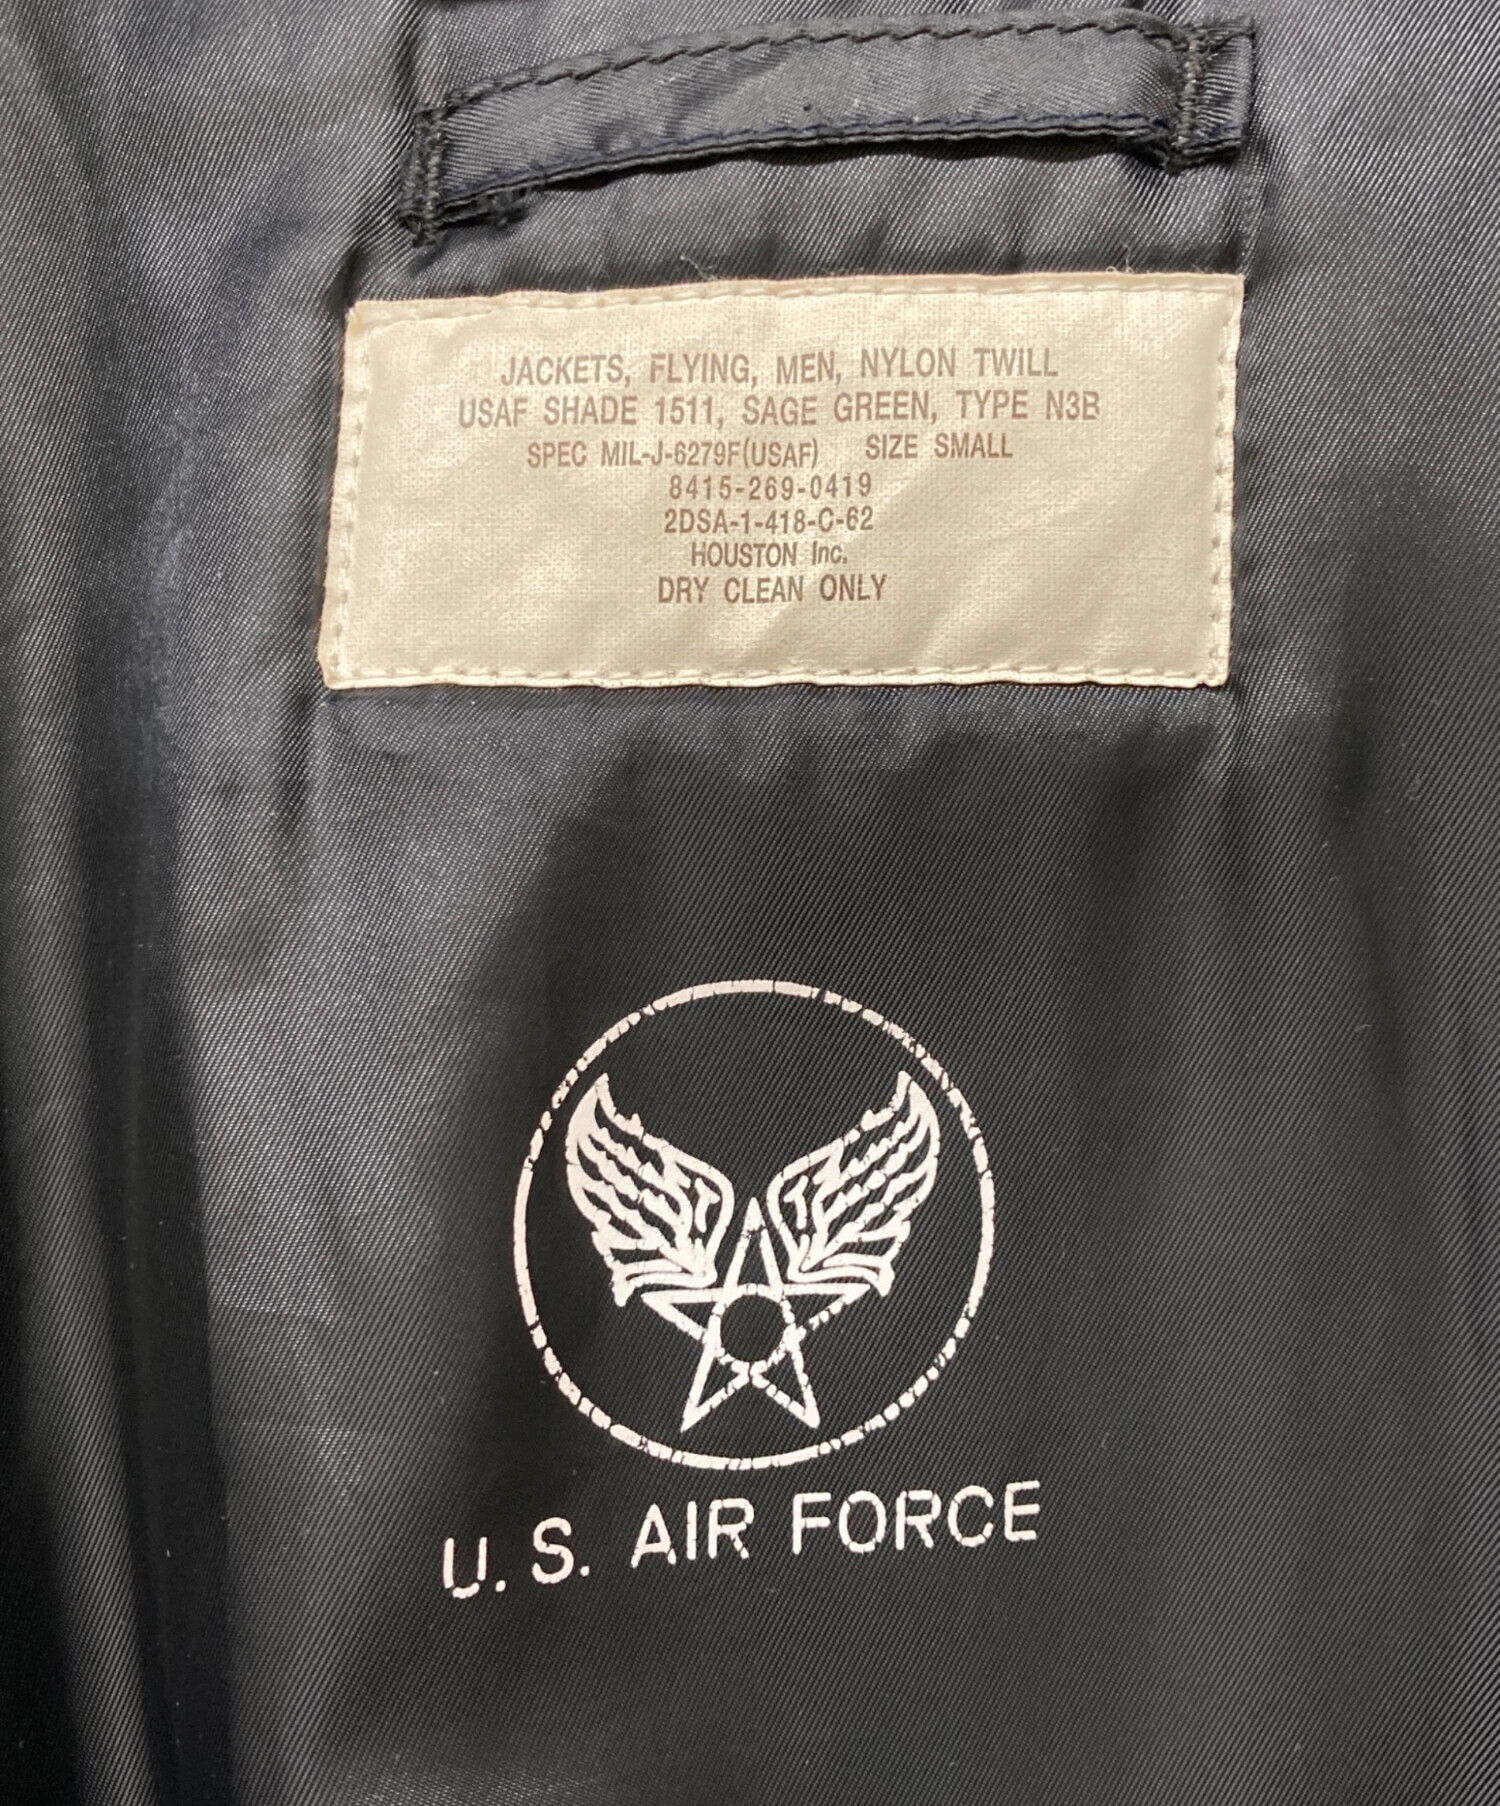 JACKETS, FLYING, MEN, NYLON TWILL
USAF SHADE 1511, SAGE GREEN, TYPE N3B
SPEC MIL-J-6279F(USAF) SIZE SMALL
8415-269-0419
2DSA-1-418-C-62
HOUSTON Inc.
DRY CLEAN ONLY
U. S. AIR FORCE